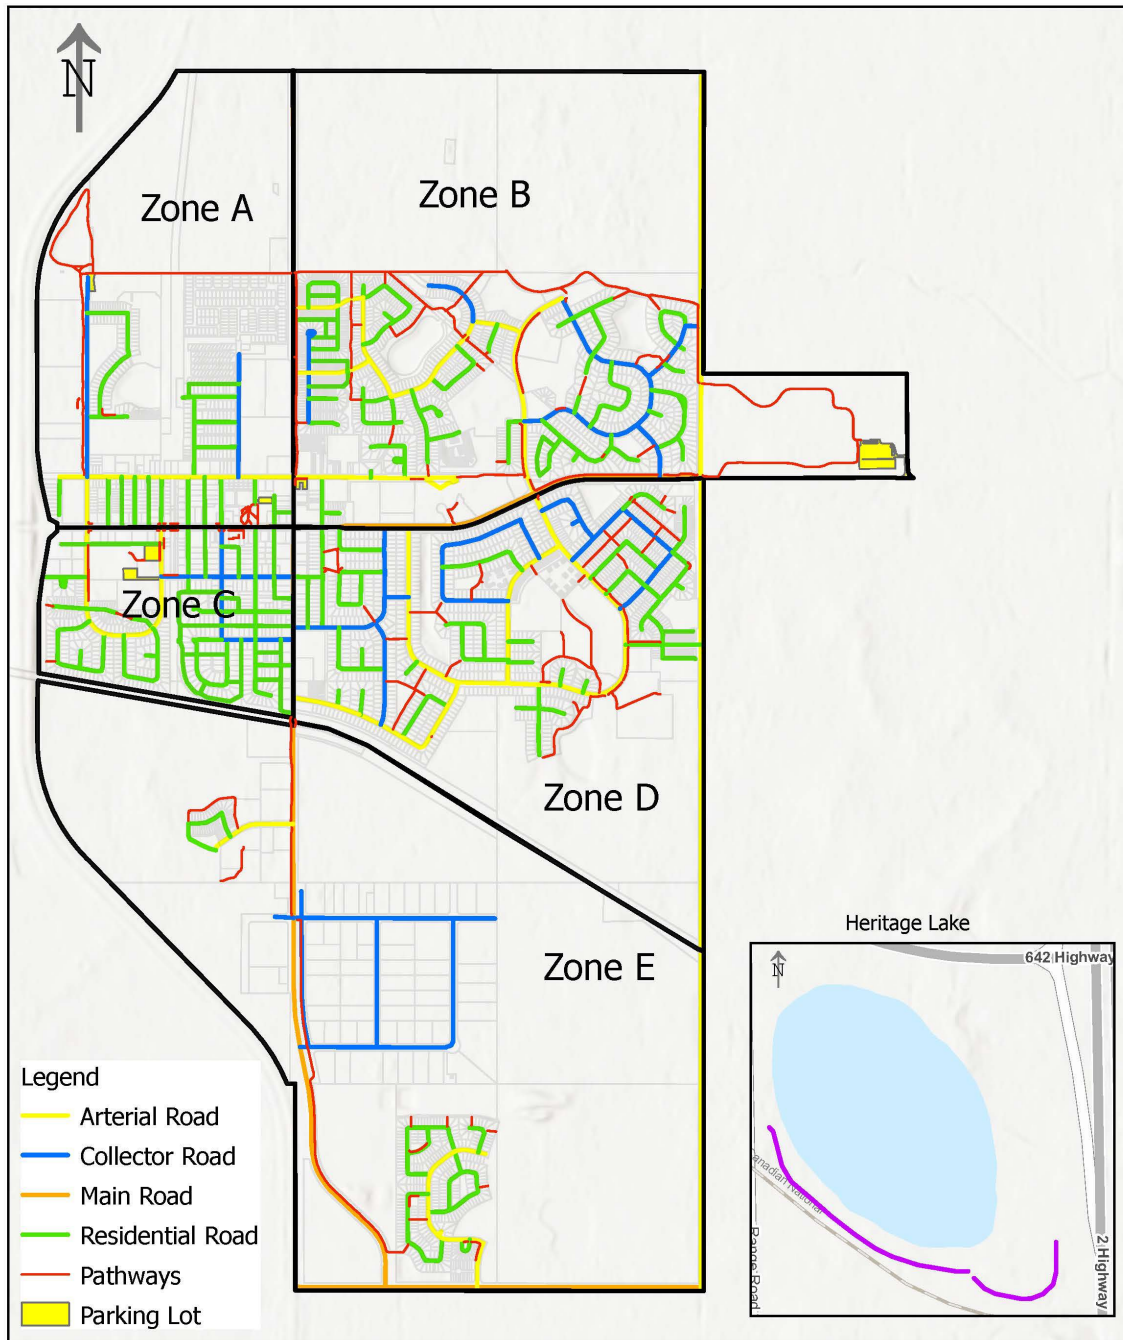 N
Zone A
Zone B
Zone C
Zone D
Zone E
Heritage Lake
N
642 Highway
Canadian National
Range Road
2 Highway
Legend
Arterial Road
Collector Road
Main Road
Residential Road
Pathways
Parking Lot